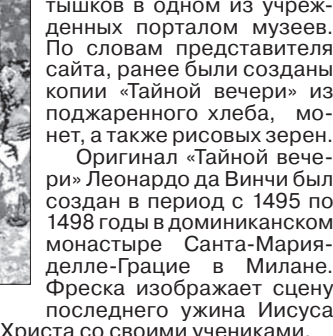 тышков в одном из учреж-
денных порталом музеев.
По словам представителя
сайта, ранее были созданы
копии «Тайной вечери» из
поджаренного хлеба, мо-
нет, а также рисовых зерен.
Оригинал «Тайной вече-
ри» Леонардо да Винчи был
создан в период с 1495 по
1498 годы в доминиканском
монастыре Санта-Мария-
делле-Грацие в Милане.
Фреска изображает сцену
последнего ужина Иисуса
Христа со своими учениками.